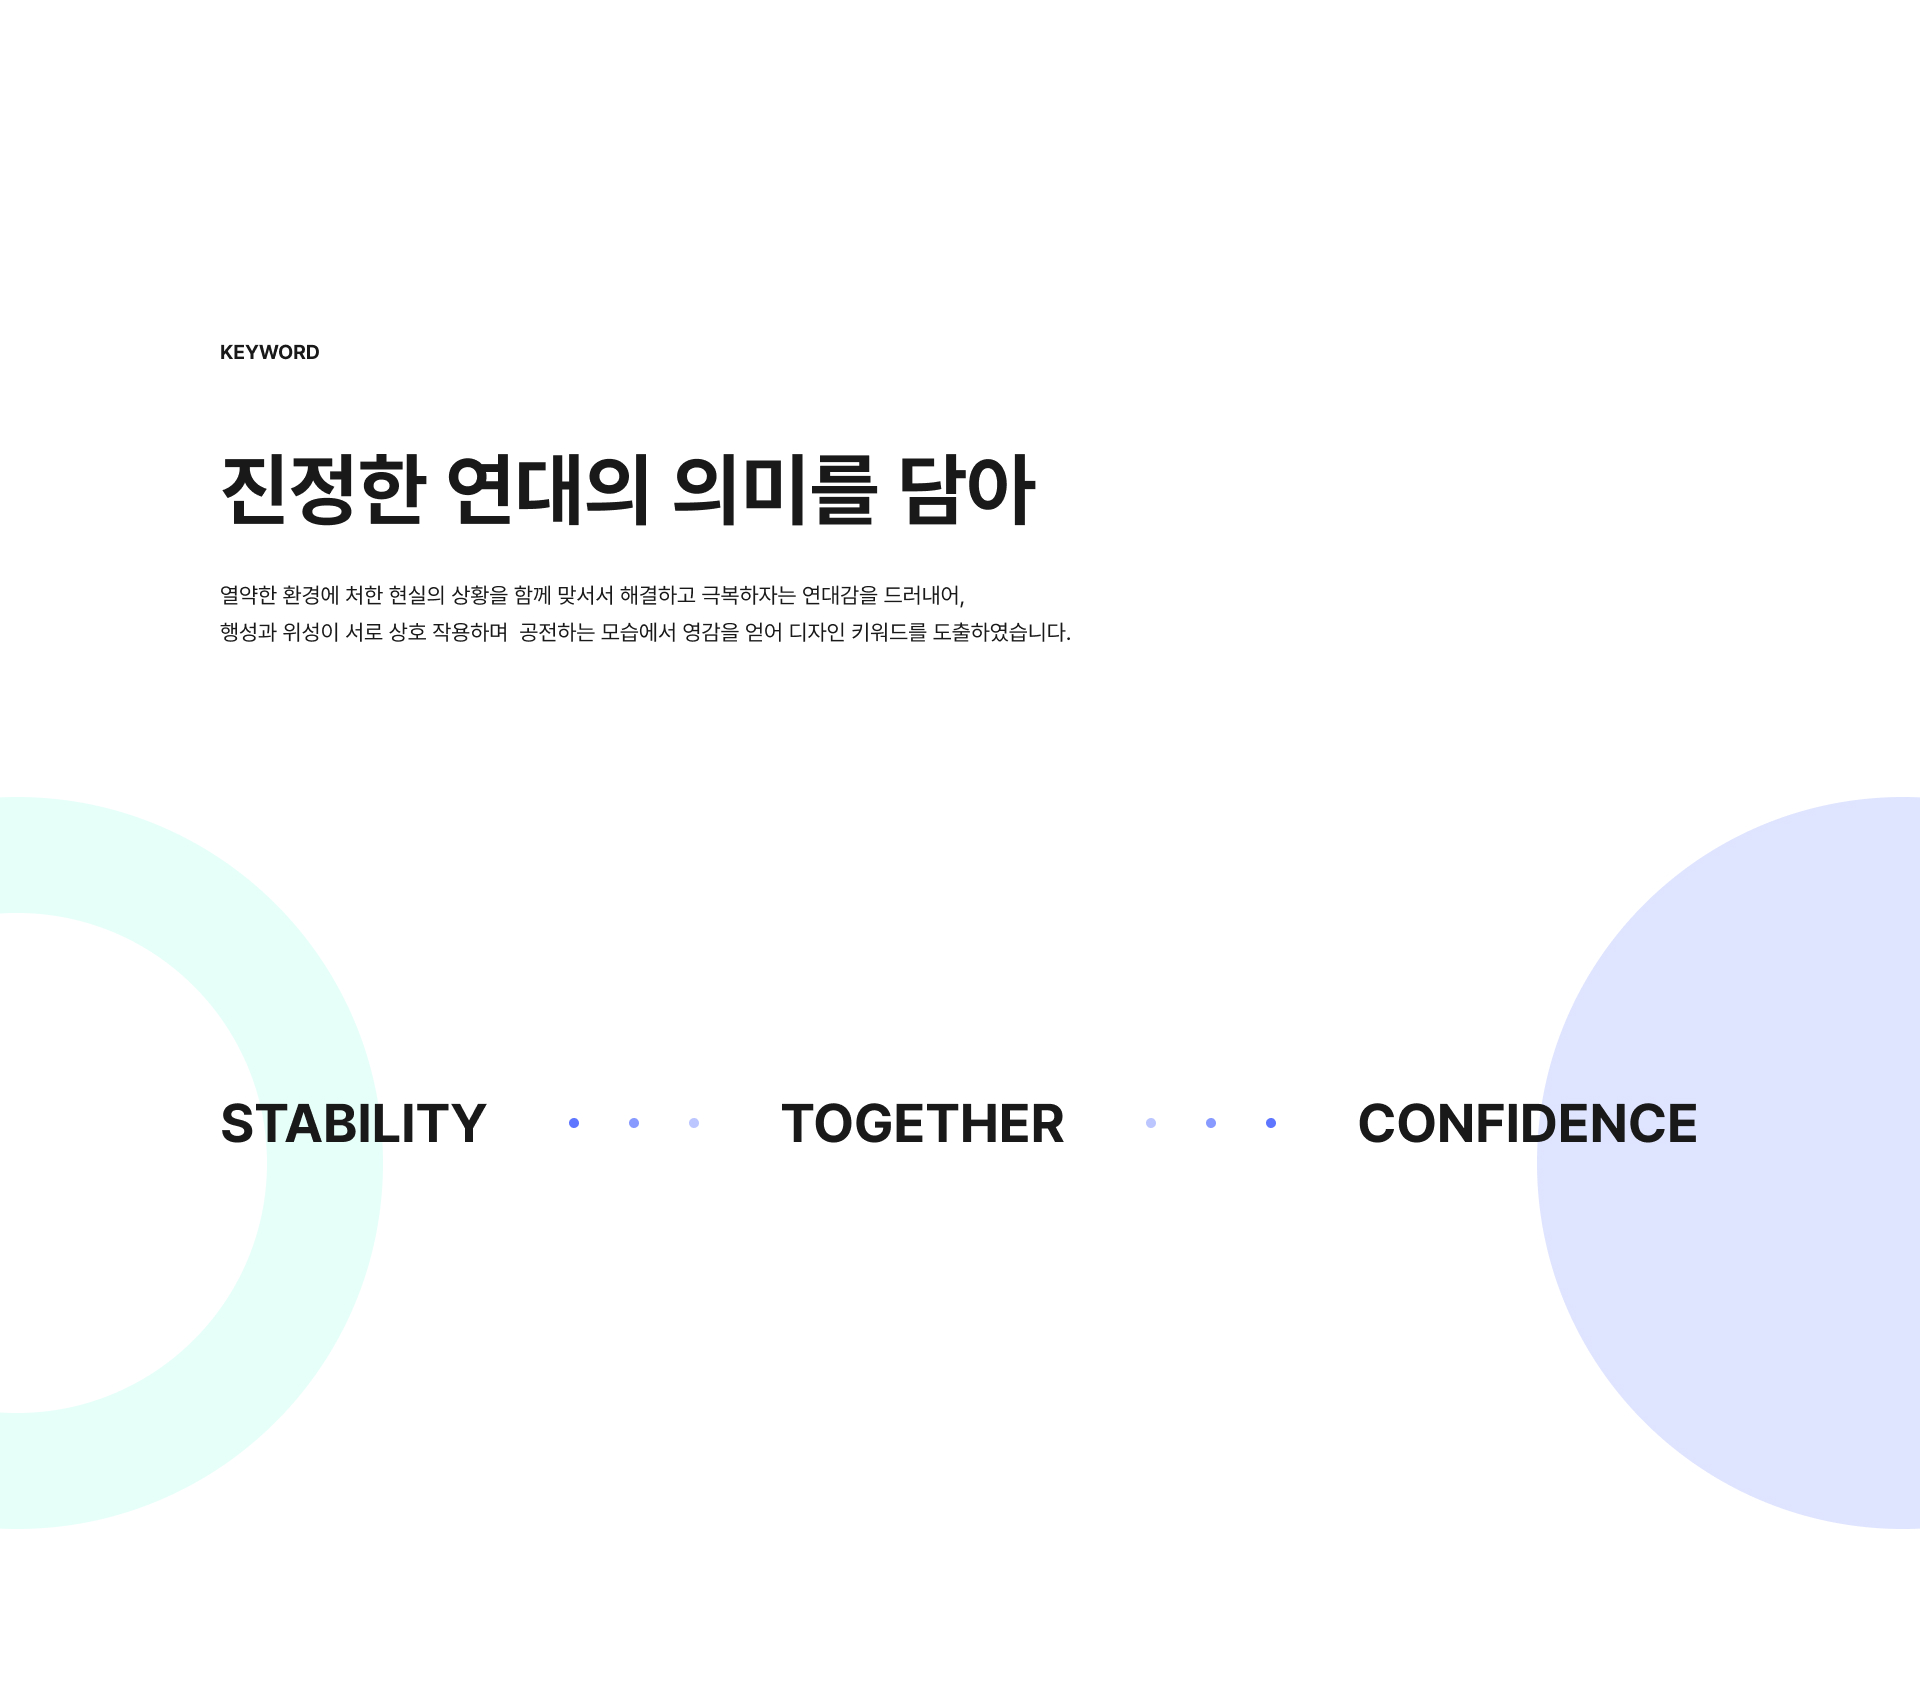 KEYWORD
진정한 연대의 의미를 담아
열약한 환경에 처한 현실의 상황을 함께 맞서서 해결하고 극복하자는 연대감을 드러내어,
행성과 위성이 서로 상호 작용하며  공전하는 모습에서 영감을 얻어 디자인 키워드를 도출하였습니다.
STABILITY TOGETHER CONFIDENCE